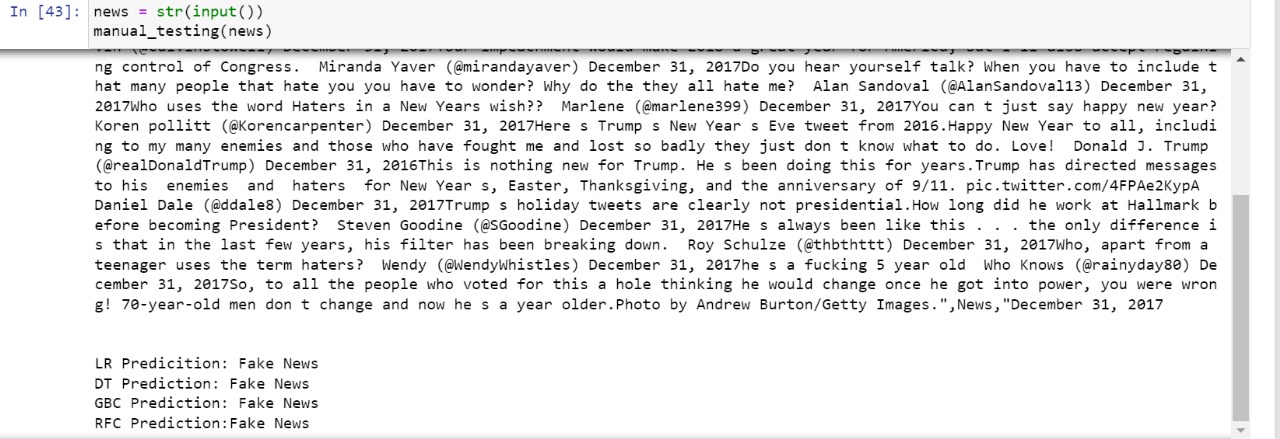 In [43]: news = str(input())
manual_testing(news)
ng control of Congress.  Miranda Yaver (@mirandayaver) December 31, 2017Do you hear yourself talk? When you have to include t
hat many people that hate you you have to wonder? Why do the they all hate me?  Alan Sandoval (@AlanSandoval13) December 31,
2017Who uses the word Haters in a New Years wish??  Marlene (@marlene399) December 31, 2017You can t just say happy new year?
Koren pollitt (@Korencarpenter) December 31, 2017Here s Trump s New Year s Eve tweet from 2016.Happy New Year to all, includi
ng to my many enemies and those who have fought me and lost so badly they just don t know what to do. Love!  Donald J. Trump
(@realDonaldTrump) December 31, 2016This is nothing new for Trump. He s been doing this for years.Trump has directed messages
to his  enemies  and  haters  for New Year s, Easter, Thanksgiving, and the anniversary of 9/11. pic.twitter.com/4FPAe2KypA
Daniel Dale (@ddale8) December 31, 2017Trump s holiday tweets are clearly not presidential.How long did he work at Hallmark b
efore becoming President?  Steven Goodine (@SGoodine) December 31, 2017He s always been like this . . . the only difference i
s that in the last few years, his filter has been breaking down.  Roy Schulze (@thbthttt) December 31, 2017Who, apart from a
teenager uses the term haters?  Wendy (@WendyWhistles) December 31, 2017he s a fucking 5 year old  Who Knows (@rainyday80) De
cember 31, 2017So, to all the people who voted for this a hole thinking he would change once he got into power, you were wron
g! 70-year-old men don t change and now he s a year older.Photo by Andrew Burton/Getty Images.",News,"December 31, 2017
LR Predicition: Fake News
DT Prediction: Fake News
GBC Prediction: Fake News
RFC Prediction:Fake News